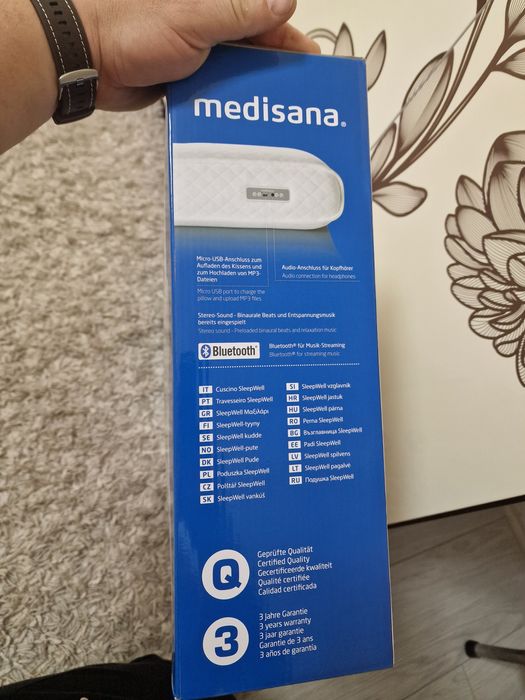 medisana®
Micro-USB-Anschluss zum
Aufladen des Kissens und
zum Hochladen von MP3-
Dateien
Micro USB port to charge the
pillow and upload MP3 files
Audio-Anschluss für Kopfhörer
Audio connection for headphones
Stereo-Sound - Binaurale Beats und Entspannungsmusik
bereits eingespielt
Stereo sound - Preloaded binaural beats and relaxation music
Bluetooth®
Bluetooth® für Musik-Streaming
Bluetooth® for streaming music
IT Cuscino SleepWell
PT Travesseiro SleepWell
GR SleepWell Μαξιλάρι
FI SleepWell-tyyny
SE SleepWell kudde
NO SleepWell-pute
DK SleepWell Pude
PL Poduszka SleepWell
CZ Polštář SleepWell
SK SleepWell vankúš
SI SleepWell vzglavnik
HR SleepWell jastuk
HU SleepWell párna
RO Perna SleepWell
BG Възглавница SleepWell
EE Padi SleepWell
LV SleepWell spilvens
LT SleepWell pagalvė
RU Подушка SleepWell
Q
Geprüfte Qualität
Certified Quality
Gecertificeerde kwaliteit
Qualité certifiée
Calidad certificada
3
3 Jahre Garantie
3 years warranty
3 jaar garantie
Garantie de 3 ans
3 años de garantía